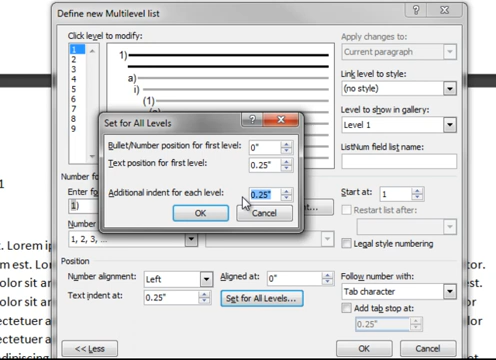 Define new Multilevel list
Click level to modify:
1
2
3
4
5
6
7
8
9
1)
a)
i)
(1)
Apply changes to:
Current paragraph
Link level to style:
(no style)
Level to show in gallery:
Level 1
ListNum field list name:
Set for All Levels
Bullet/Number position for first level: 0"
Text position for first level: 0.25"
Additional indent for each level: 0.25"
OK Cancel
Number fo
Enter fo
1)
Number
1, 2, 3, ...
Start at: 1
Restart list after:
Legal style numbering
Position
Number alignment: Left Aligned at: 0"
Text indent at: 0.25" Set for All Levels...
Follow number with:
Tab character
Add tab stop at:
0.25"
<< Less OK Cancel
1
. Lorem ip
m est. Lor
dolor sit ar
olor sit ar
ectetuer a
ectetuer a
adipiscing
tor.
est.